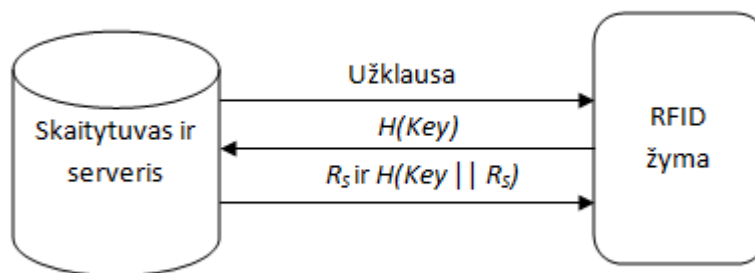 Užklausa
Skaitytuvas ir
serveris
H(Key)
RFID
žyma
R_S ir H(Key || R_S)